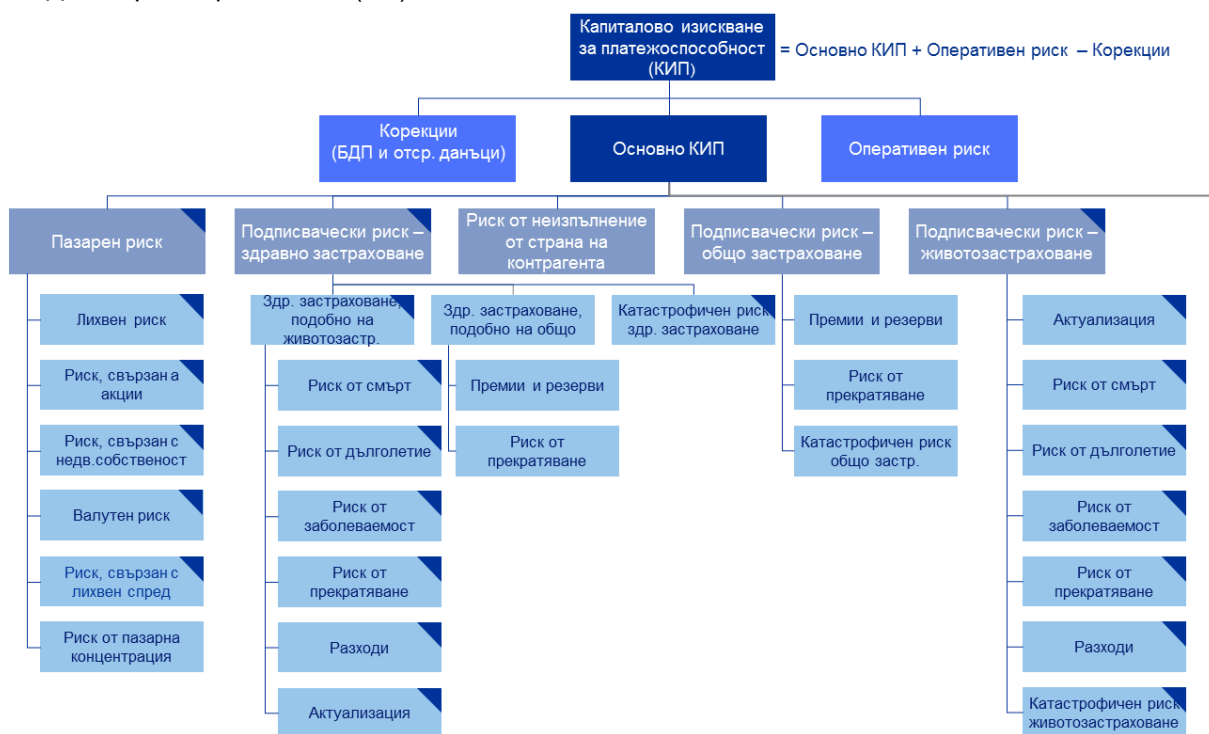 Капиталово изискване
за платежоспособност
(КИП)
= Основно КИП + Оперативен риск – Корекции
Корекции
(БДП и отср. данъци)
Основно КИП
Оперативен риск
Пазарен риск
Подписвачески риск –
здравно застраховане
Риск от неизпълнение
от страна на
контрагента
Подписвачески риск –
общо застраховане
Подписвачески риск –
животозастраховане
Лихвен риск
Риск, свързан а
акции
Риск, свързан с
недв.собственост
Валутен риск
Риск, свързан с
лихвен спред
Риск от пазарна
концентрация
Здр. застраховане,
подобно на
животозастр.
Риск от смърт
Риск от дълголетие
Риск от
заболеваемост
Риск от
прекратяване
Разходи
Актуализация
Здр. застраховане,
подобно на общо
Премии и резерви
Риск от
прекратяване
Катастрофичен риск
здр. застраховане
Премии и резерви
Риск от
прекратяване
Катастрофичен риск
общо застр.
Актуализация
Риск от смърт
Риск от дълголетие
Риск от
заболеваемост
Риск от
прекратяване
Разходи
Катастрофичен риск
животозастраховане